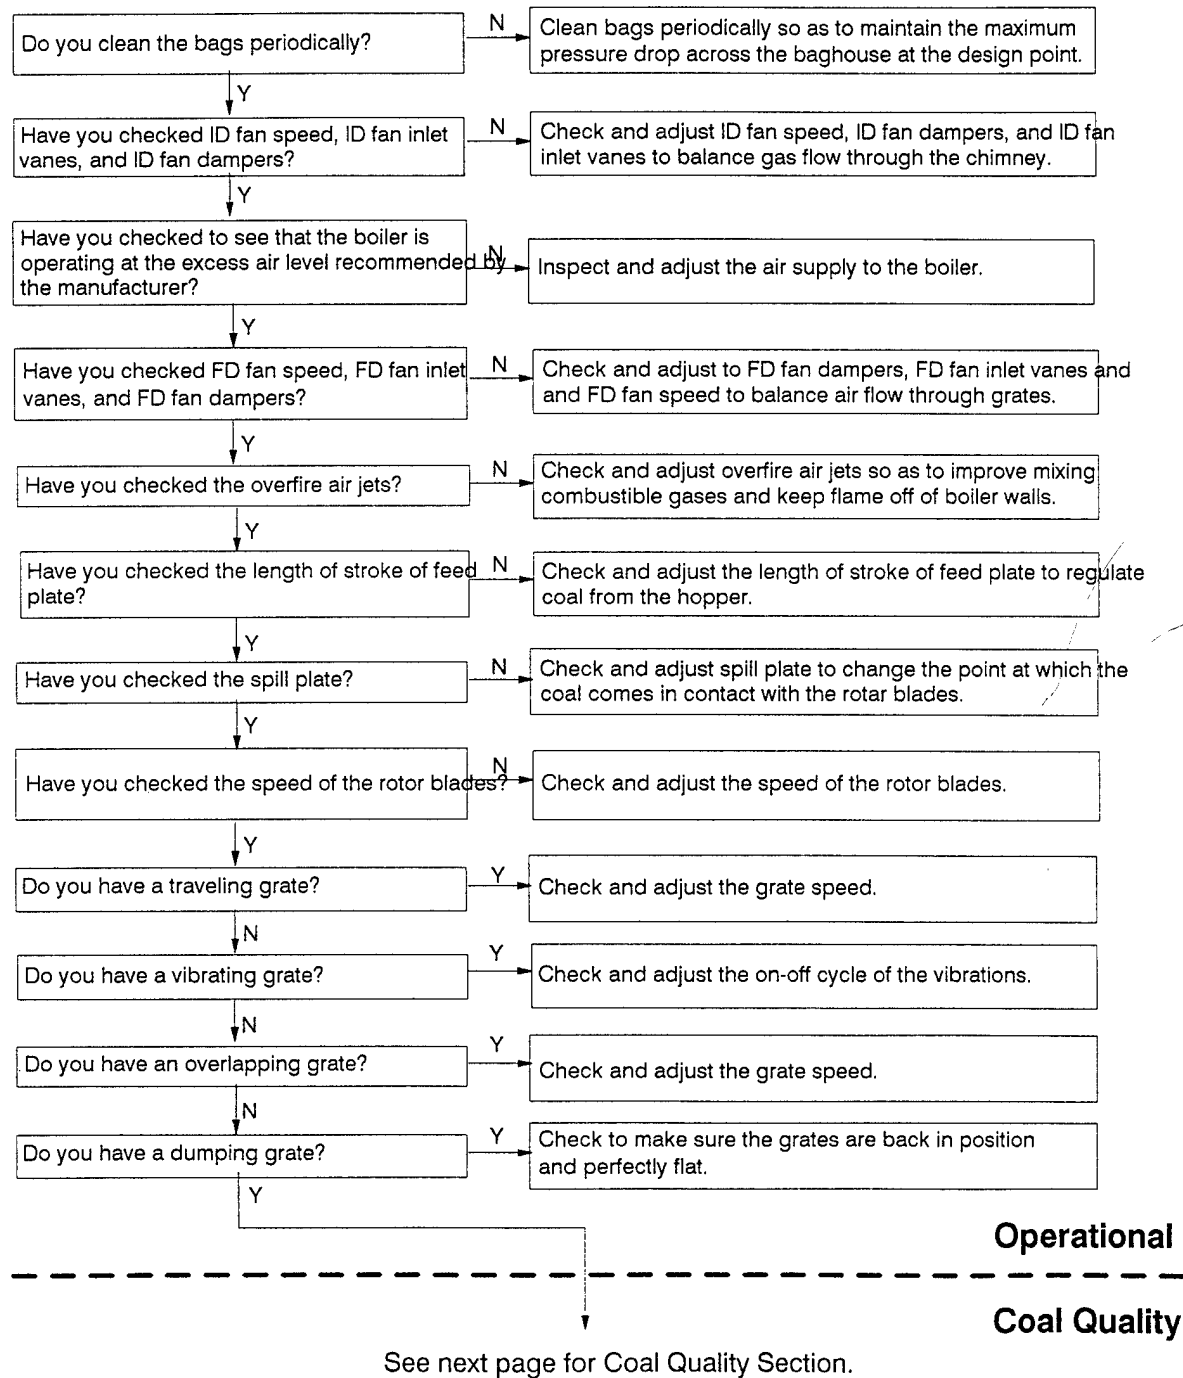 Do you clean the bags periodically?
N
Clean bags periodically so as to maintain the maximum
pressure drop across the baghouse at the design point.
Y
Have you checked ID fan speed, ID fan inlet
vanes, and ID fan dampers?
N
Check and adjust ID fan speed, ID fan dampers, and ID fan
inlet vanes to balance gas flow through the chimney.
Y
Have you checked to see that the boiler is
operating at the excess air level recommended by
the manufacturer?
N
Inspect and adjust the air supply to the boiler.
Y
Have you checked FD fan speed, FD fan inlet
vanes, and FD fan dampers?
N
Check and adjust to FD fan dampers, FD fan inlet vanes and
and FD fan speed to balance air flow through grates.
Y
Have you checked the overfire air jets?
N
Check and adjust overfire air jets so as to improve mixing
combustible gases and keep flame off of boiler walls.
Y
Have you checked the length of stroke of feed
plate?
N
Check and adjust the length of stroke of feed plate to regulate
coal from the hopper.
Y
Have you checked the spill plate?
N
Check and adjust spill plate to change the point at which the
coal comes in contact with the rotar blades.
Y
Have you checked the speed of the rotor blades?
N
Check and adjust the speed of the rotor blades.
Y
Do you have a traveling grate?
Y
Check and adjust the grate speed.
N
Do you have a vibrating grate?
Y
Check and adjust the on-off cycle of the vibrations.
N
Do you have an overlapping grate?
Y
Check and adjust the grate speed.
N
Do you have a dumping grate?
Y
Check to make sure the grates are back in position
and perfectly flat.
Y
Operational
Coal Quality
See next page for Coal Quality Section.